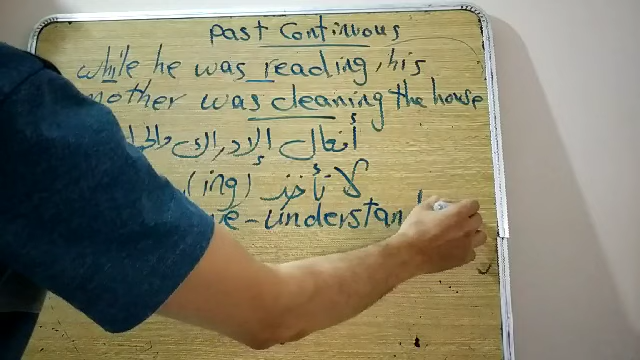 past continuous
while he was reading, his
mother was cleaning the house
أفعال الإدراك
لا تأخذ (ing)
understand